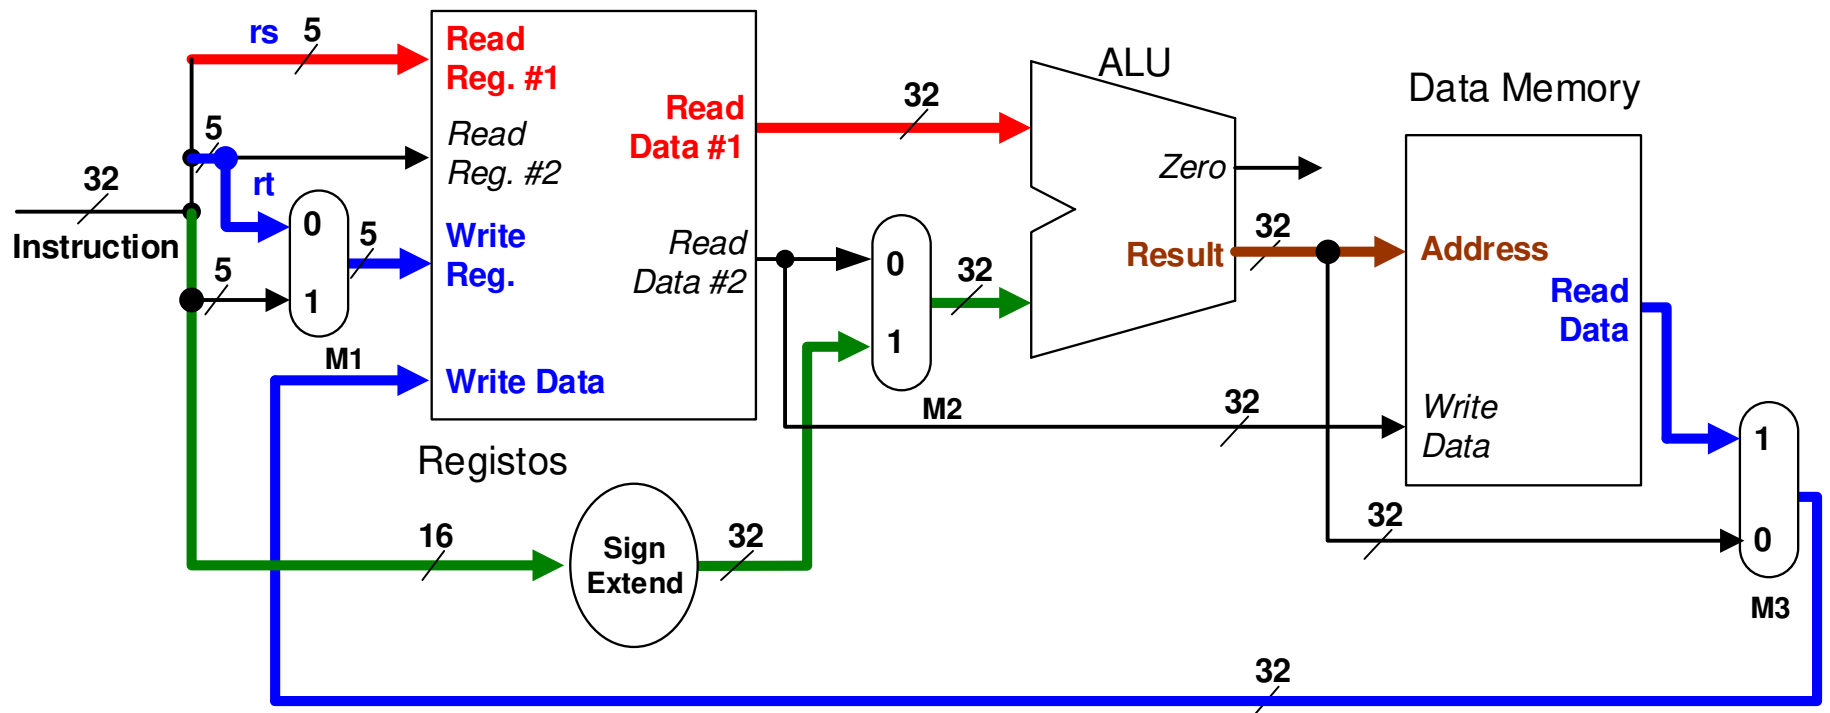 rs
5
Read
Reg. #1
5
Read
Reg. #2
rt
32
Instruction
0
1
5
5
M1
Write
Reg.
Write Data
Read
Data #1
Read
Data #2
Registos
16
Sign
Extend
32
32
0
1
M2
32
ALU
Zero
Result
32
Data Memory
Address
Read
Data
Write
Data
32
32
1
0
M3
32